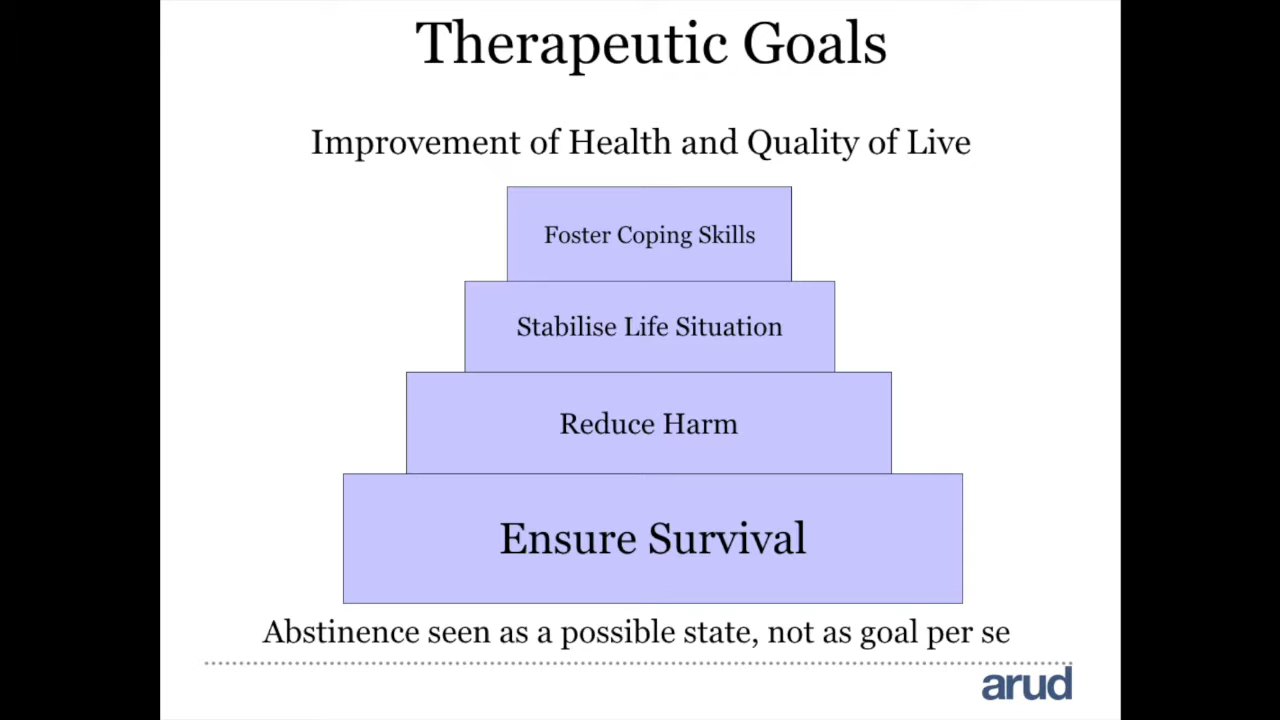 Therapeutic Goals
Improvement of Health and Quality of Live
Foster Coping Skills
Stabilise Life Situation
Reduce Harm
Ensure Survival
Abstinence seen as a possible state, not as goal per se
arud